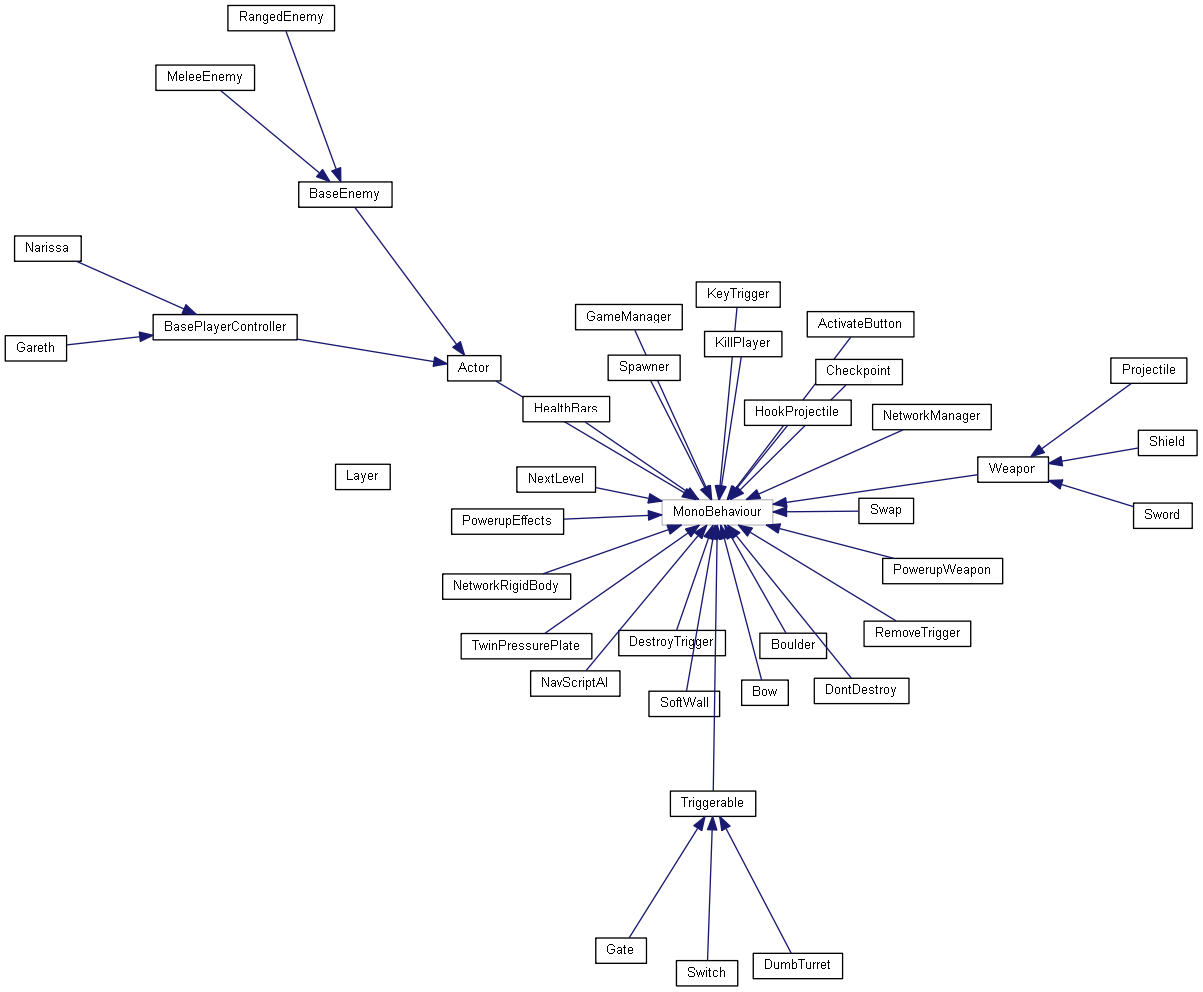 RangedEnemy
MeleeEnemy
BaseEnemy
Narissa
KeyTrigger
GameManager
ActivateButton
BasePlayerController
KillPlayer
Gareth
Actor
Spawner
Checkpoint
Projectile
HealthBars
HookProjectile
NetworkManager
Shield
Weapor
Layer
NextLevel
MonoBehaviour
Swap
Sword
PowerupEffects
PowerupWeapon
NetworkRigidBody
RemoveTrigger
TwinPressurePlate
DestroyTrigger
Boulder
NavScriptAI
Bow
DontDestroy
SoftWall
Triggerable
Gate
Switch
DumbTurret